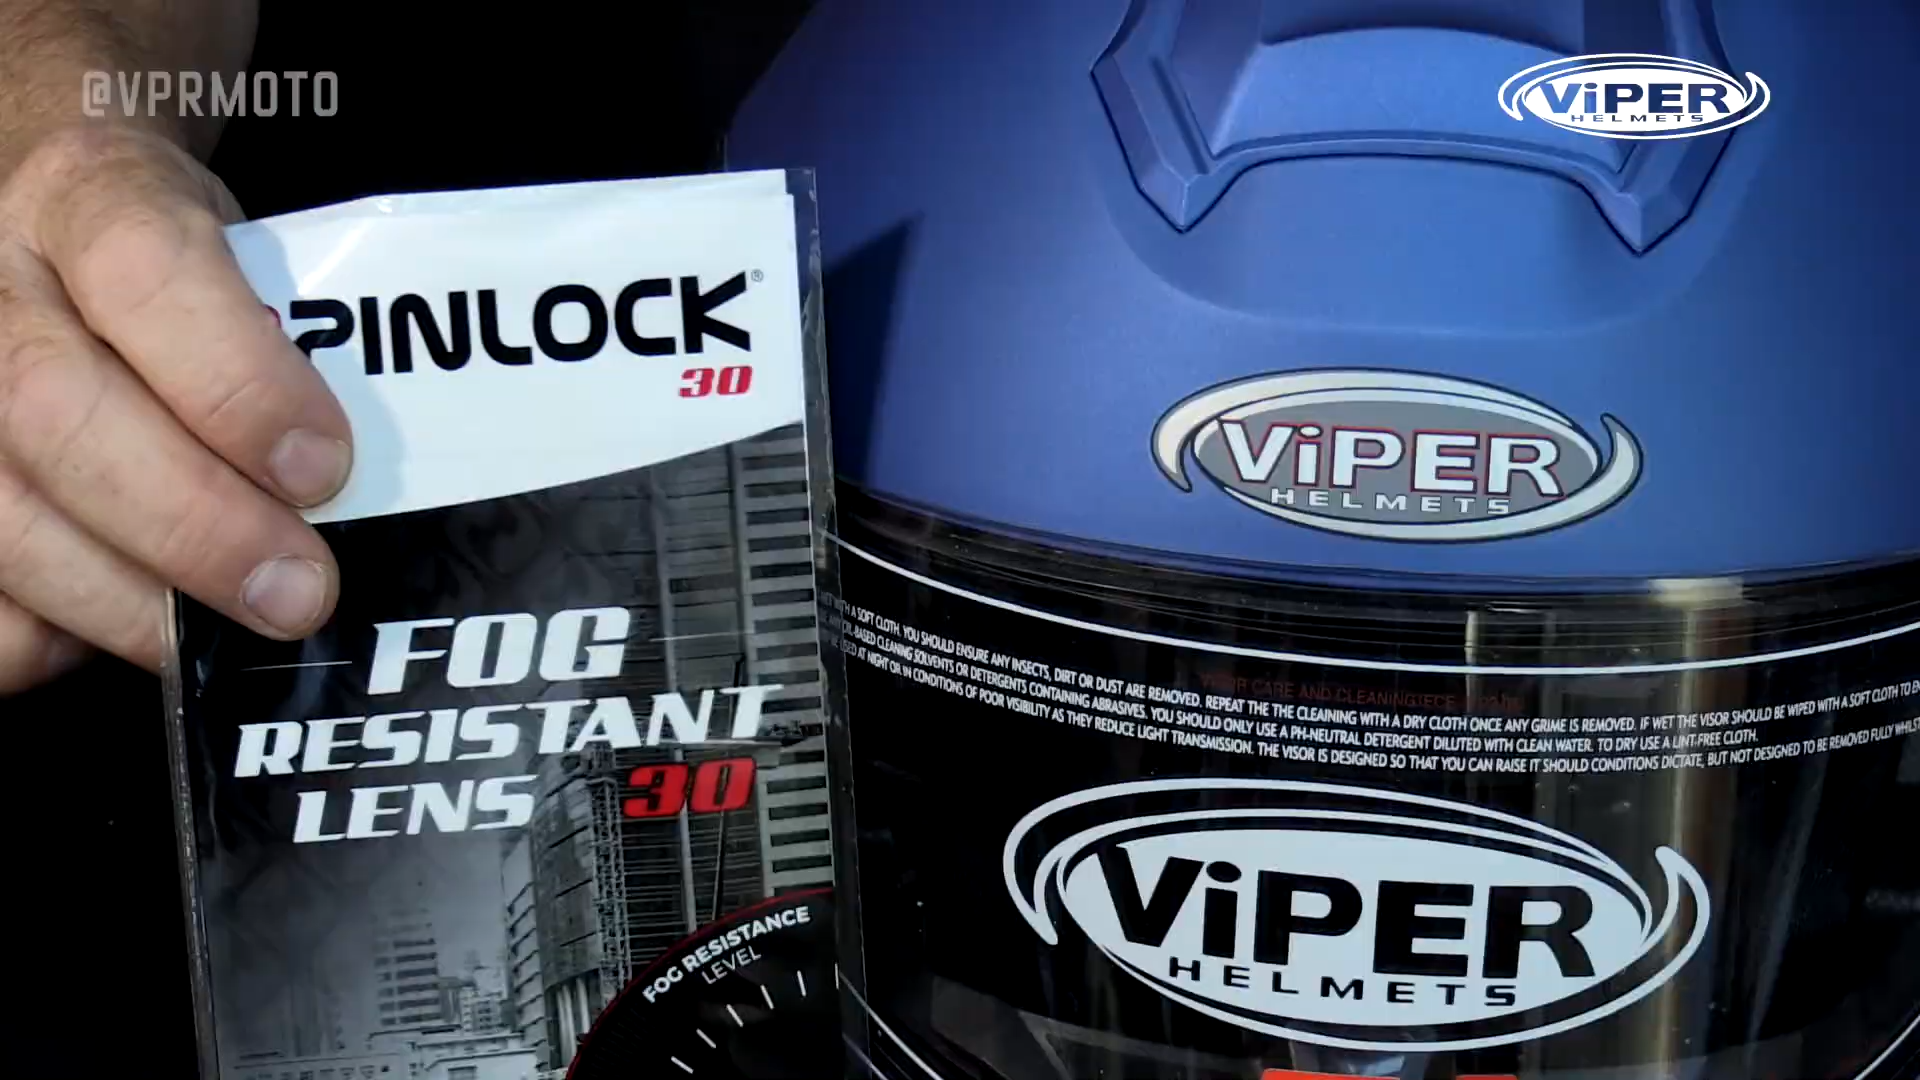 @VPRMOTO
ViPER
HELMETS
PINLOCK®
30
FOG
RESISTANT
LENS 30
FOG RESISTANCE
LEVEL
ViPER
HELMETS
WITH A SOFT CLOTH. YOU SHOULD ENSURE ANY INSECTS, DIRT OR DUST ARE REMOVED. REPEAT THE THE CLEAINING WITH A DRY CLOTH ONCE ANY GRIME IS REMOVED. IF WET THE VISOR SHOULD BE WIPED WITH A SOFT CLOTH TO
ANY OIL-BASED CLEANING SOLVENTS OR DETERGENTS CONTAINING ABRASIVES. YOU SHOULD ONLY USE A PH-NEUTRAL DETERGENT DILUTED WITH CLEAN WATER. TO DRY USE A LINT-FREE CLOTH.
USED AT NIGHT OR IN CONDITIONS OF POOR VISIBILITY AS THEY REDUCE LIGHT TRANSMISSION. THE VISOR IS DESIGNED SO THAT YOU CAN RAISE IT SHOULD CONDITIONS DICTATE, BUT NOT DESIGNED TO BE REMOVED FULLY
ViPER
HELMETS